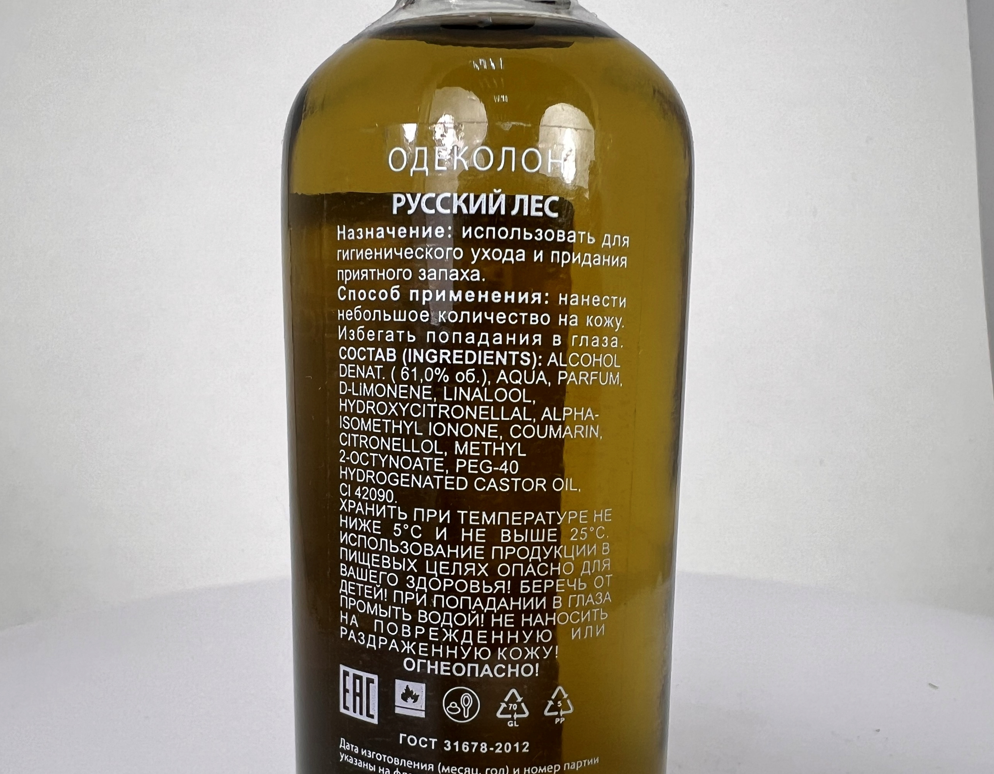 ОДЕКОЛОН
РУССКИЙ ЛЕС
Назначение: использовать для
гигиенического ухода и придания
приятного запаха.
Способ применения: нанести
небольшое количество на кожу.
Избегать попадания в глаза.
СОСТАВ (INGREDIENTS): ALCOHOL
DENAT. ( 61,0% об.), AQUA, PARFUM,
D-LIMONENE, LINALOOL,
HYDROXYCITRONELLAL, ALPHA-
ISOMETHYL IONONE, COUMARIN,
CITRONELLOL, METHYL
2-OCTYNOATE, PEG-40
HYDROGENATED CASTOR OIL,
CI 42090.
ХРАНИТЬ ПРИ ТЕМПЕРАТУРЕ НЕ
НИЖЕ 5°С И НЕ ВЫШЕ 25°С.
ИСПОЛЬЗОВАНИЕ ПРОДУКЦИИ В
ПИЩЕВЫХ ЦЕЛЯХ ОПАСНО ДЛЯ
ВАШЕГО ЗДОРОВЬЯ! БЕРЕЧЬ ОТ
ДЕТЕЙ! ПРИ ПОПАДАНИИ В ГЛАЗА
ПРОМЫТЬ ВОДОЙ! НЕ НАНОСИТЬ
НА ПОВРЕЖДЕННУЮ ИЛИ
РАЗДРАЖЕННУЮ КОЖУ!
ОГНЕОПАСНО!
EAC 70 5
GL PP
ГОСТ 31678-2012
Дата изготовления (месяц, год) и номер партии
указаны на